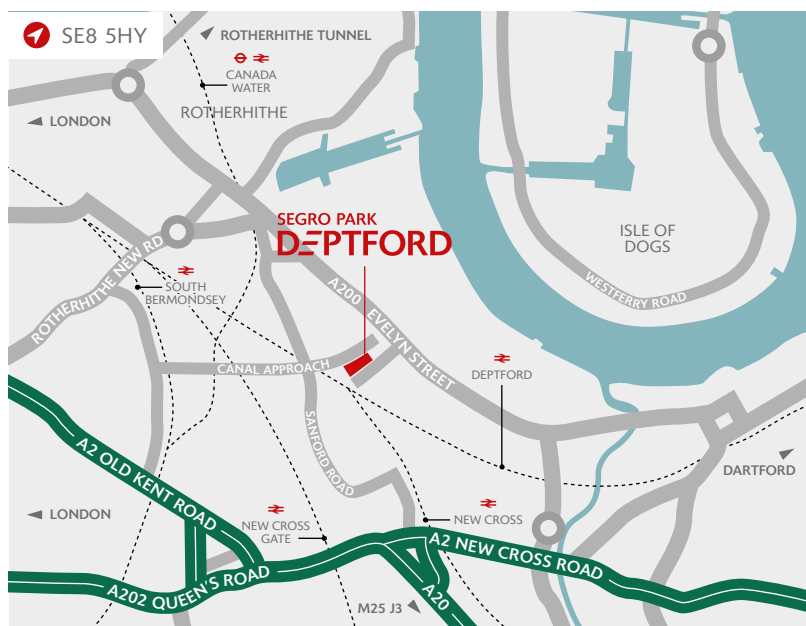 SE8 5HY
ROTHERHITHE TUNNEL
CANADA
WATER
ROTHERHITHE
LONDON
SEGRO PARK
DEPTFORD
ISLE OF
DOGS
ROTHERHITHE NEW RD
SOUTH
BERMONDSEY
WESTFERRY ROAD
A200 EVELYN STREET
CANAL APPROACH
DEPTFORD
SANFORD ROAD
A2 OLD KENT ROAD
DARTFORD
LONDON
NEW CROSS
GATE
NEW CROSS
A2 NEW CROSS ROAD
A202 QUEEN'S ROAD
A20
M25 J3